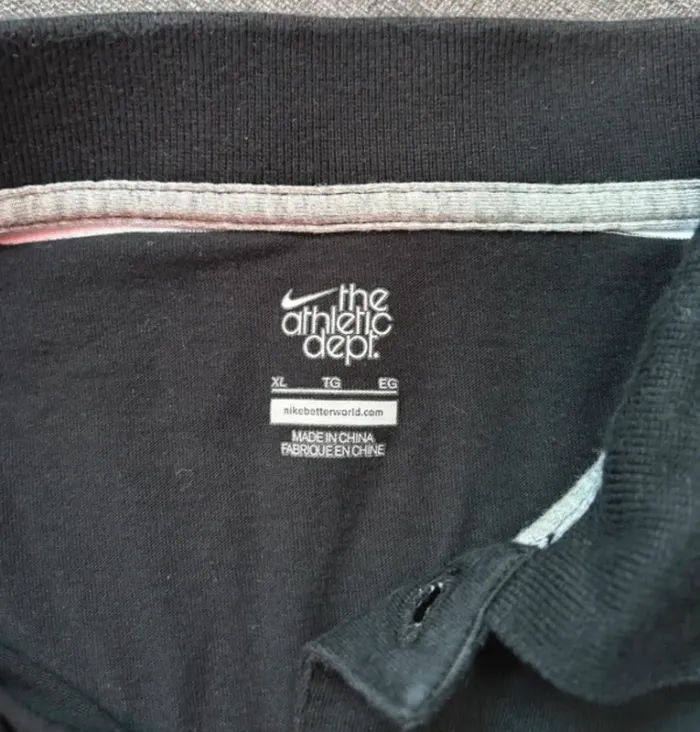 the
athletic
dept.
XL TG EG
nikebetterworld.com
MADE IN CHINA
FABRIQUE EN CHINE